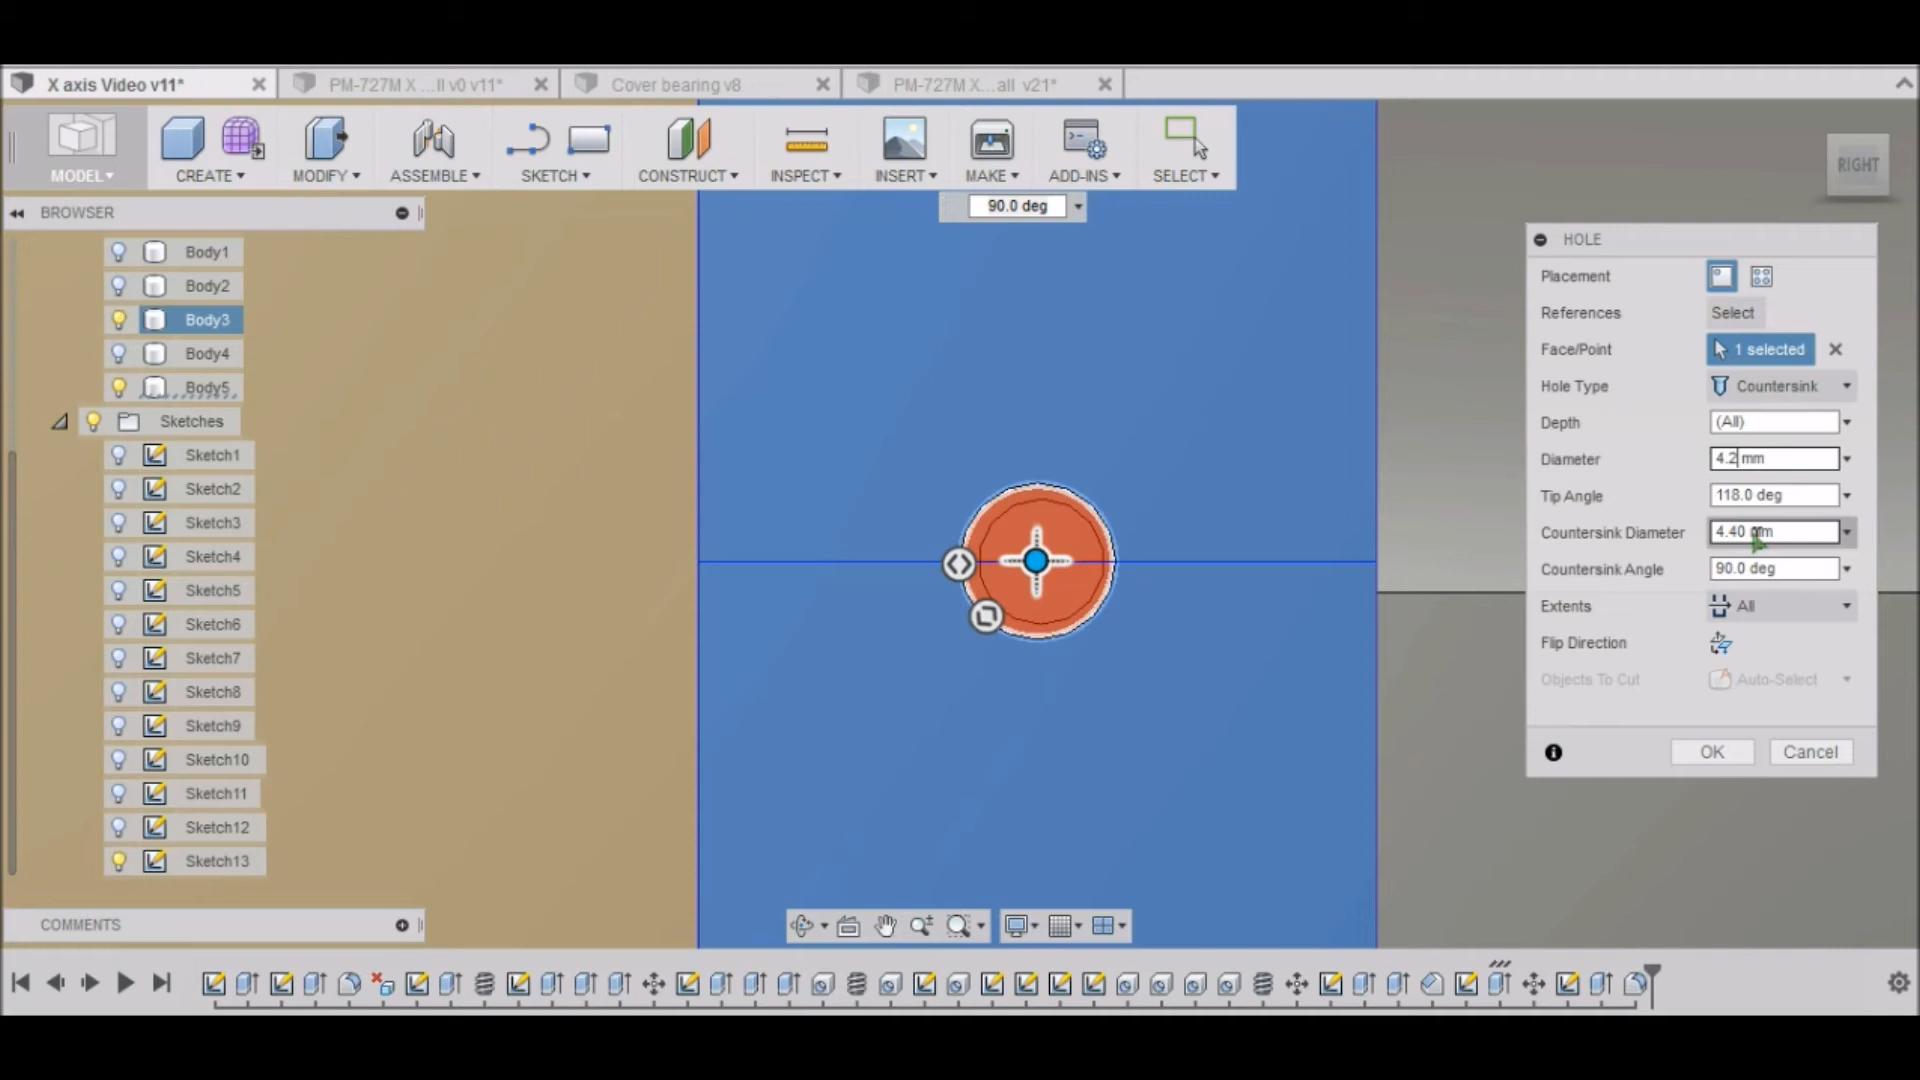 X axis Video v11*
PM-727M X ...ll v0 v11*
Cover bearing v8
PM-727M X...all v21*
MODEL
CREATE
MODIFY
ASSEMBLE
SKETCH
CONSTRUCT
INSPECT
INSERT
MAKE
ADD-INS
SELECT
RIGHT
BROWSER
90.0 deg
Body1
Body2
Body3
Body4
Body5
Sketches
Sketch1
Sketch2
Sketch3
Sketch4
Sketch5
Sketch6
Sketch7
Sketch8
Sketch9
Sketch10
Sketch11
Sketch12
Sketch13
HOLE
Placement
References Select
Face/Point 1 selected
Hole Type Countersink
Depth (All)
Diameter 4.2 mm
Tip Angle 118.0 deg
Countersink Diameter 4.40 mm
Countersink Angle 90.0 deg
Extents All
Flip Direction
Objects To Cut Auto-Select
OK Cancel
COMMENTS